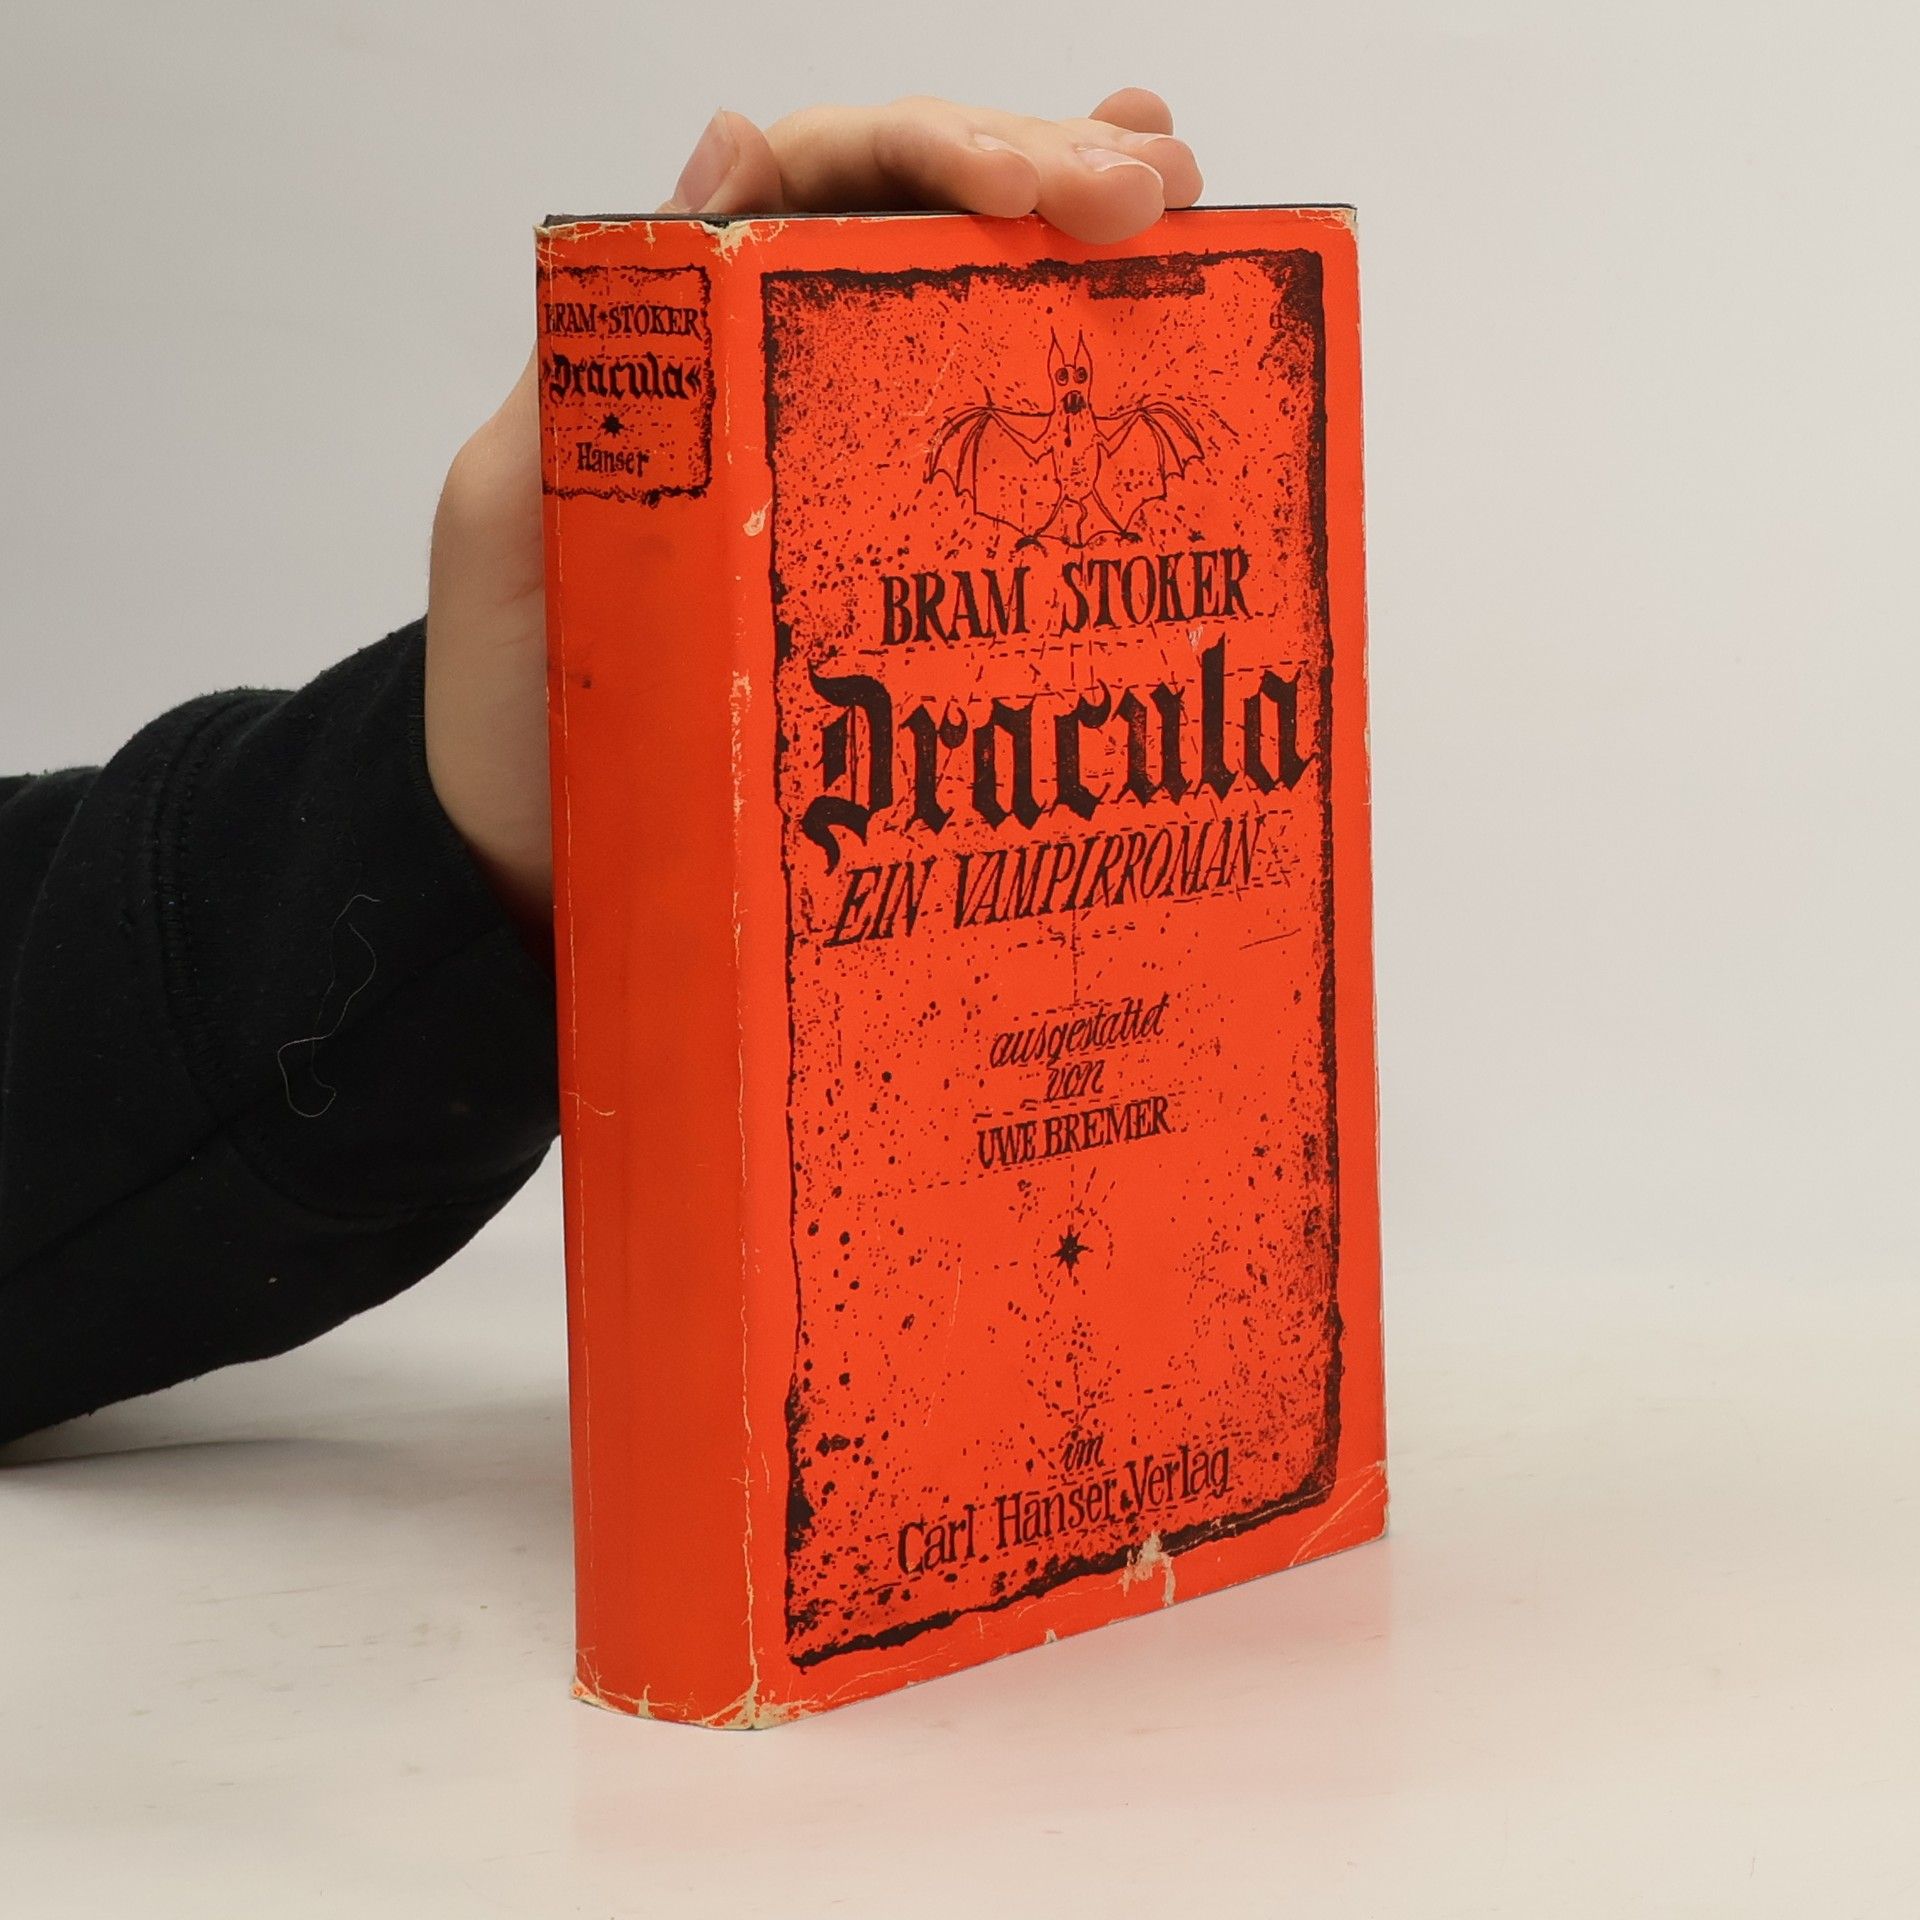 BRAM * STOKER
»Dracula«
Hanser
BRAM STOKER
Dracula
EIN VAMPIRROMAN
ausgestattet
von
UWE BREMER
im
Carl Hanser Verlag